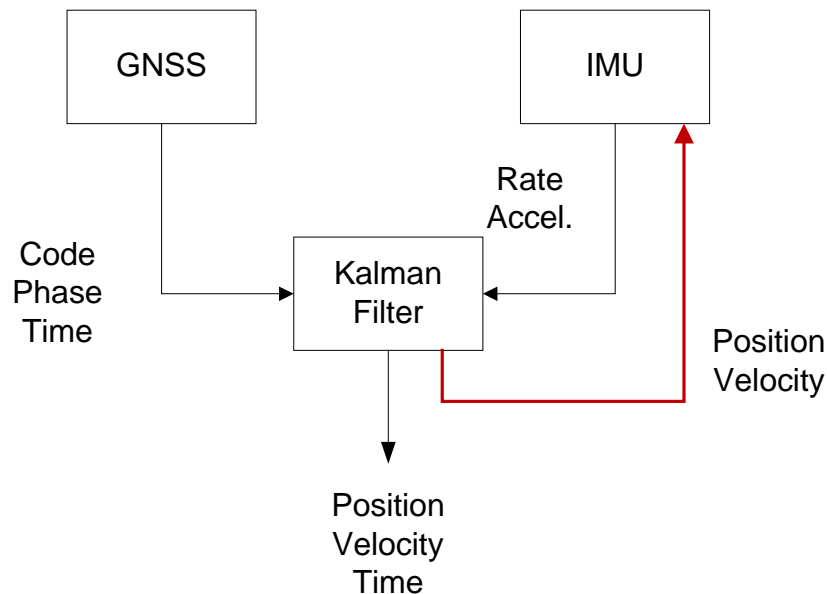 GNSS
IMU
Rate
Accel.
Code
Phase
Time
Kalman
Filter
Position
Velocity
Position
Velocity
Time